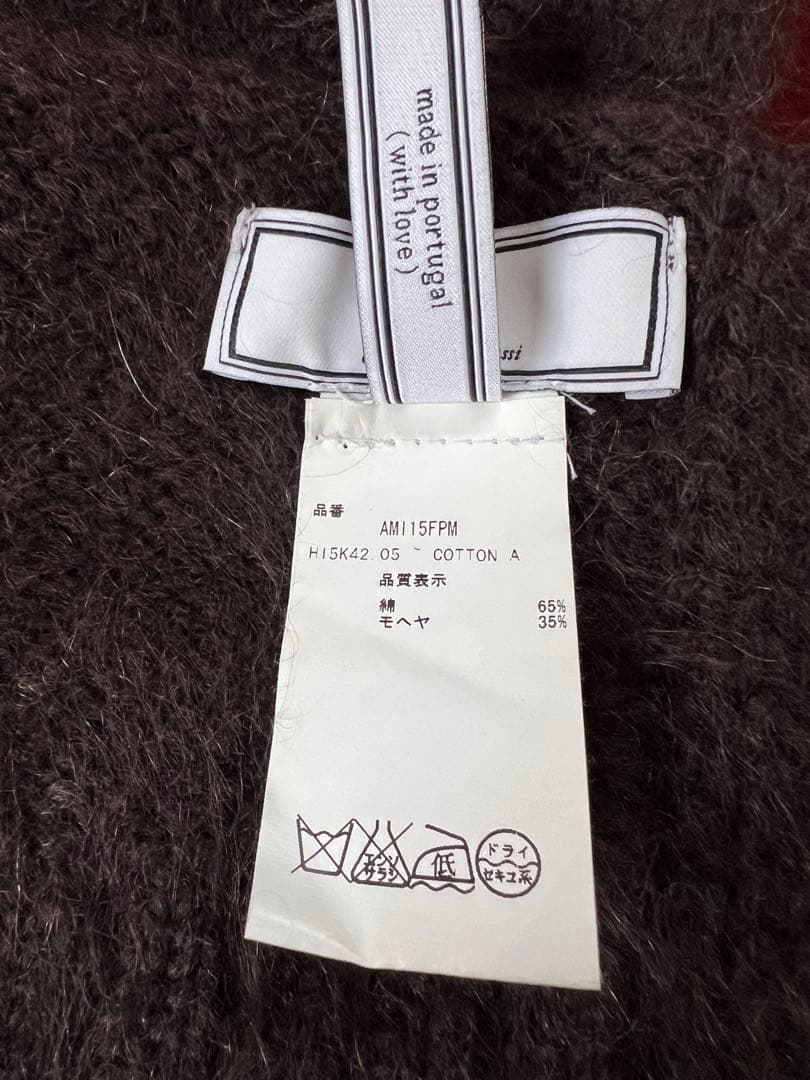 made in portugal
(with love)
ssi
品番
AMI15FPM
H15K42.05 ~ COTTON A
品質表示
綿 65%
モヘヤ 35%
エンソ
サラシ
低
ドライ
セキユ系